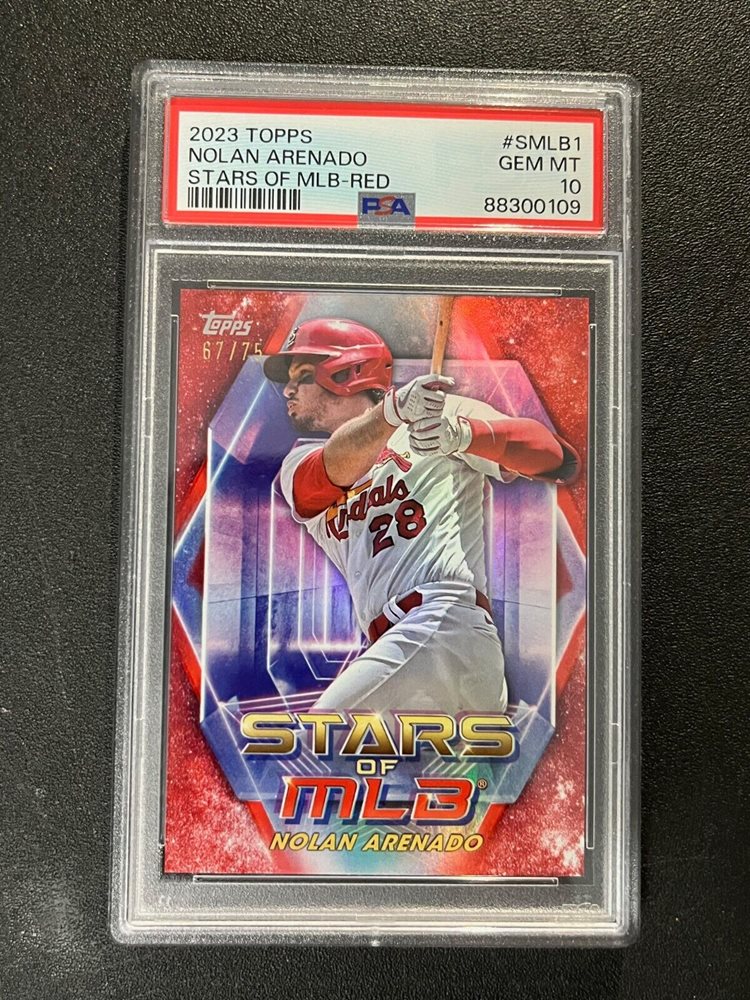 2023 TOPPS #SMLB1
NOLAN ARENADO GEM MT
STARS OF MLB-RED 10
PSA 88300109
Topps
67/75
Cardinals
28
STARS
OF
MLB®
NOLAN ARENADO